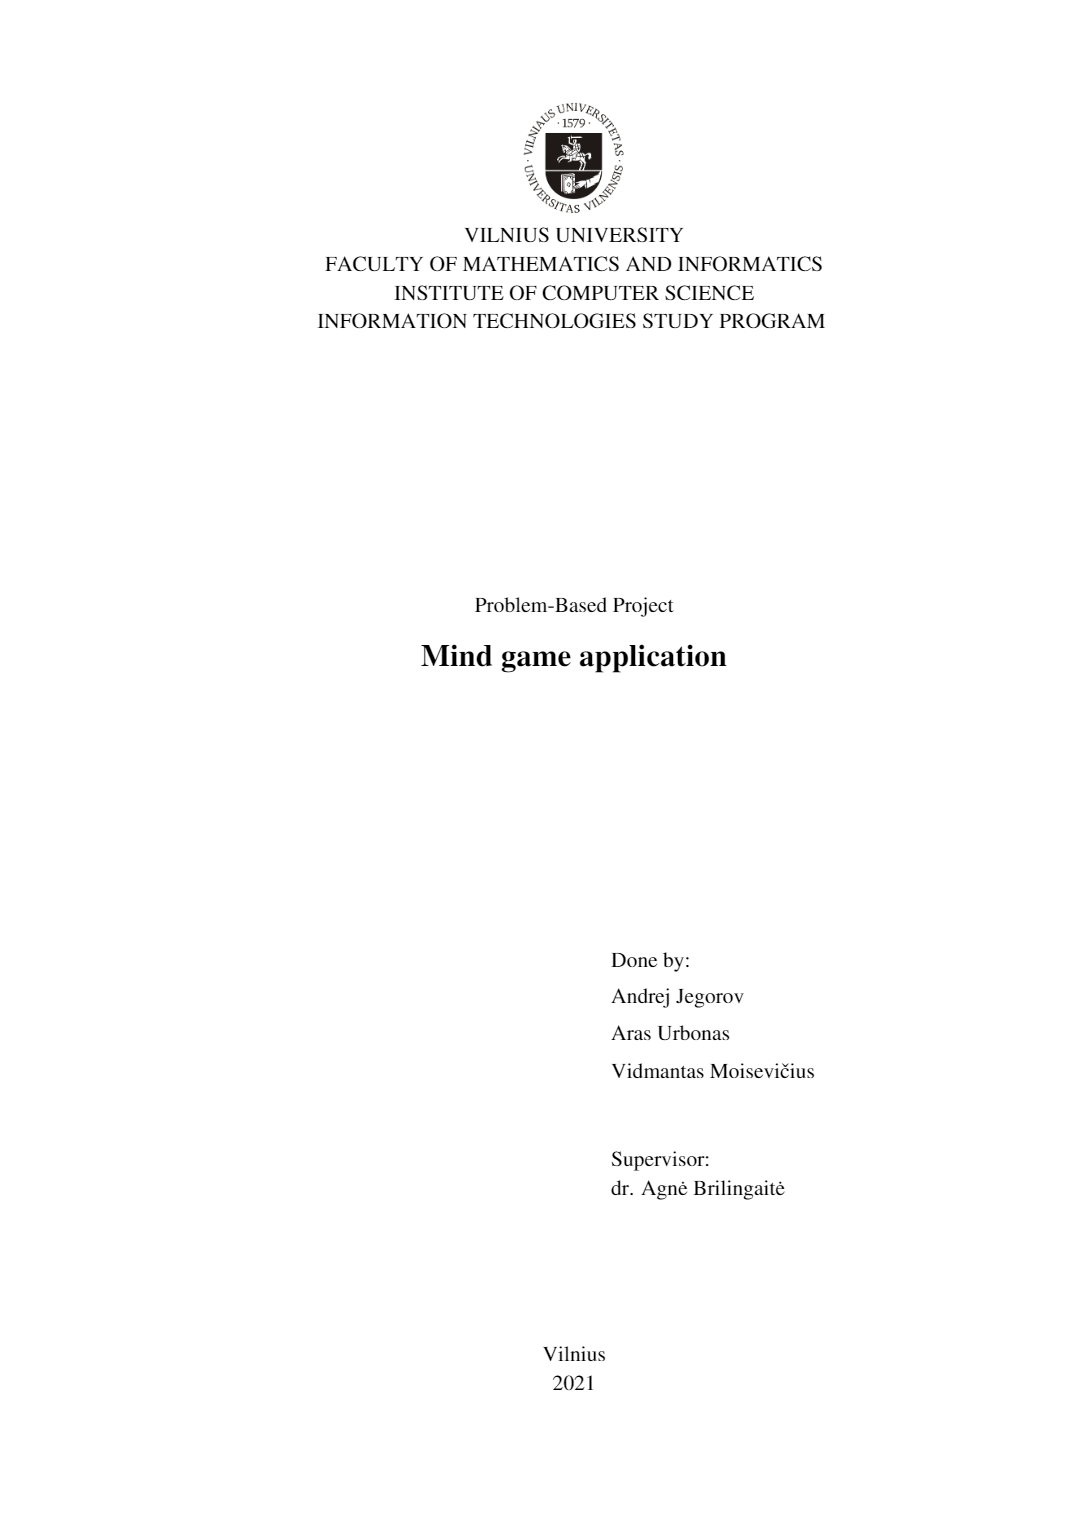 VILNIAUS UNIVERSITETAS · UNIVERSITAS VILNENSIS ·
· 1579 ·
VILNIUS UNIVERSITY
FACULTY OF MATHEMATICS AND INFORMATICS
INSTITUTE OF COMPUTER SCIENCE
INFORMATION TECHNOLOGIES STUDY PROGRAM
Problem-Based Project
Mind game application
Done by:
Andrej Jegorov
Aras Urbonas
Vidmantas Moisevičius
Supervisor:
dr. Agnė Brilingaitė
Vilnius
2021